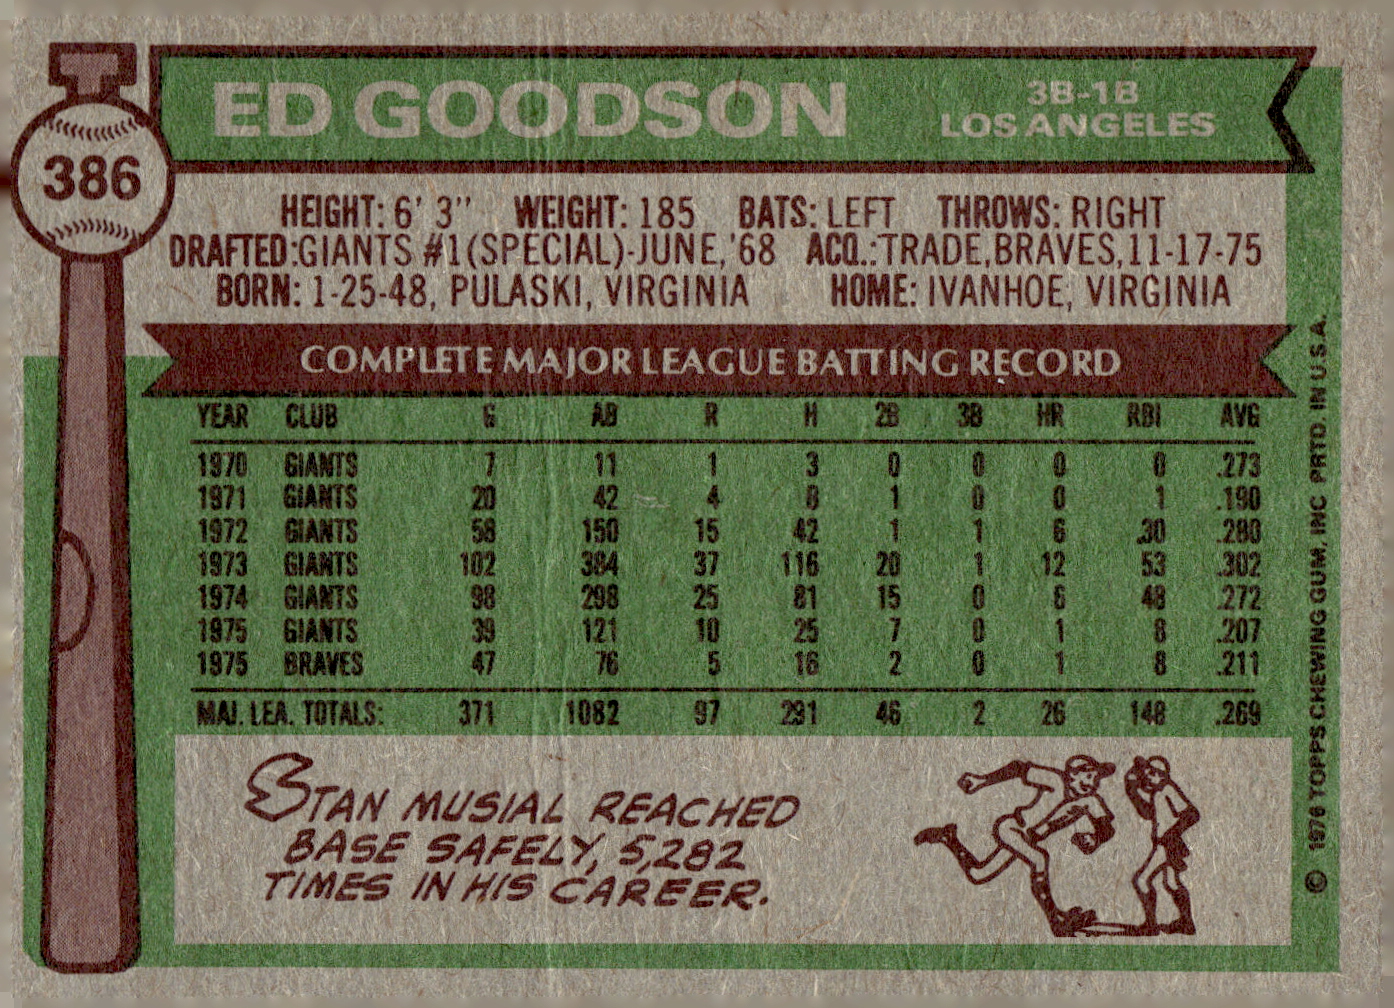 ED GOODSON
3B-1B
LOS ANGELES
386
HEIGHT: 6' 3" WEIGHT: 185 BATS: LEFT THROWS: RIGHT
DRAFTED: GIANTS #1 (SPECIAL)-JUNE, '68 ACQ.: TRADE, BRAVES, 11-17-75
BORN: 1-25-48, PULASKI, VIRGINIA HOME: IVANHOE, VIRGINIA
COMPLETE MAJOR LEAGUE BATTING RECORD
YEAR CLUB G AB R H 2B 3B HR RBI AVG
1970 GIANTS 7 11 1 3 0 0 0 0 .273
1971 GIANTS 20 42 4 8 1 0 0 1 .190
1972 GIANTS 58 150 15 42 1 1 6 30 .280
1973 GIANTS 102 384 37 116 20 1 12 53 .302
1974 GIANTS 98 298 25 81 15 0 6 48 .272
1975 GIANTS 39 121 10 25 7 0 1 8 .207
1975 BRAVES 47 76 5 16 2 0 1 8 .211
MAJ. LEA. TOTALS: 371 1082 97 291 46 2 26 148 .269
STAN MUSIAL REACHED
BASE SAFELY, 5,282
TIMES IN HIS CAREER.
© 1976 TOPPS CHEWING GUM, INC PRTD. IN U.S.A.